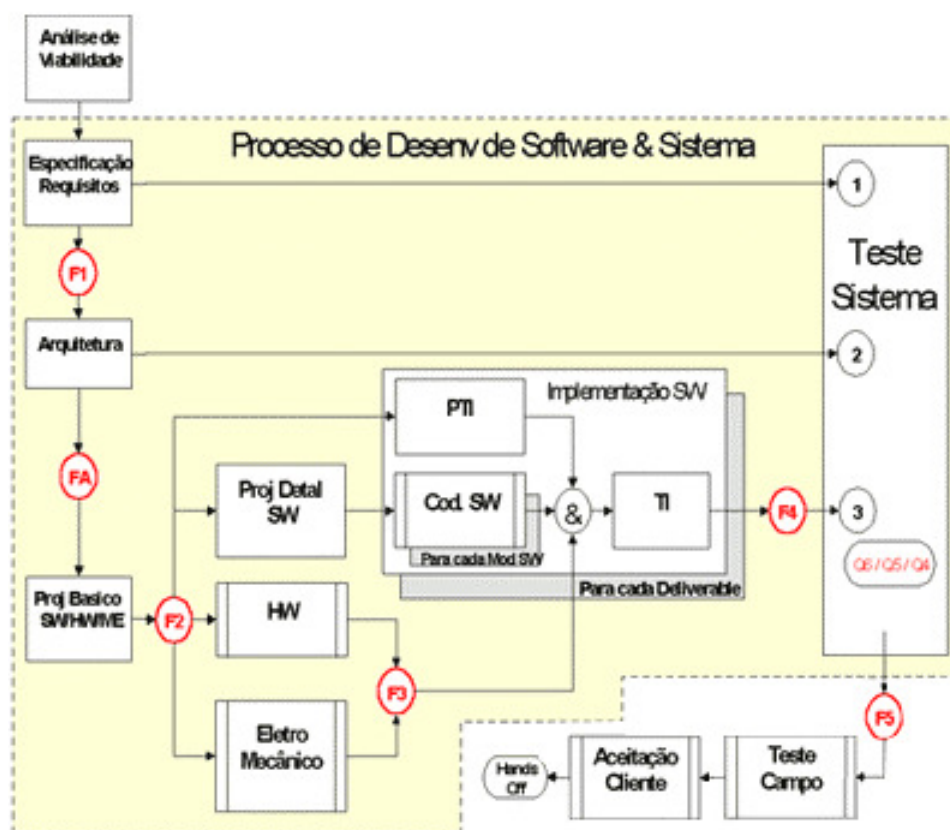 Análise de
Viabilidade
Processo de Desenv de Software & Sistema
Especificação
Requisitos
1
F1
Teste
Sistema
Arquitetura
2
Implementação SW
PTI
FA
Proj Detal
SW
Cod. SW
&
TI
F4
3
Para cada Mod SW
Q6 / Q5 / Q4
Para cada Deliverable
Proj Basico
SW/HW/ME
F2
HW
F3
F5
Eletro
Mecânico
Hands
Off
Aceitação
Cliente
Teste
Campo